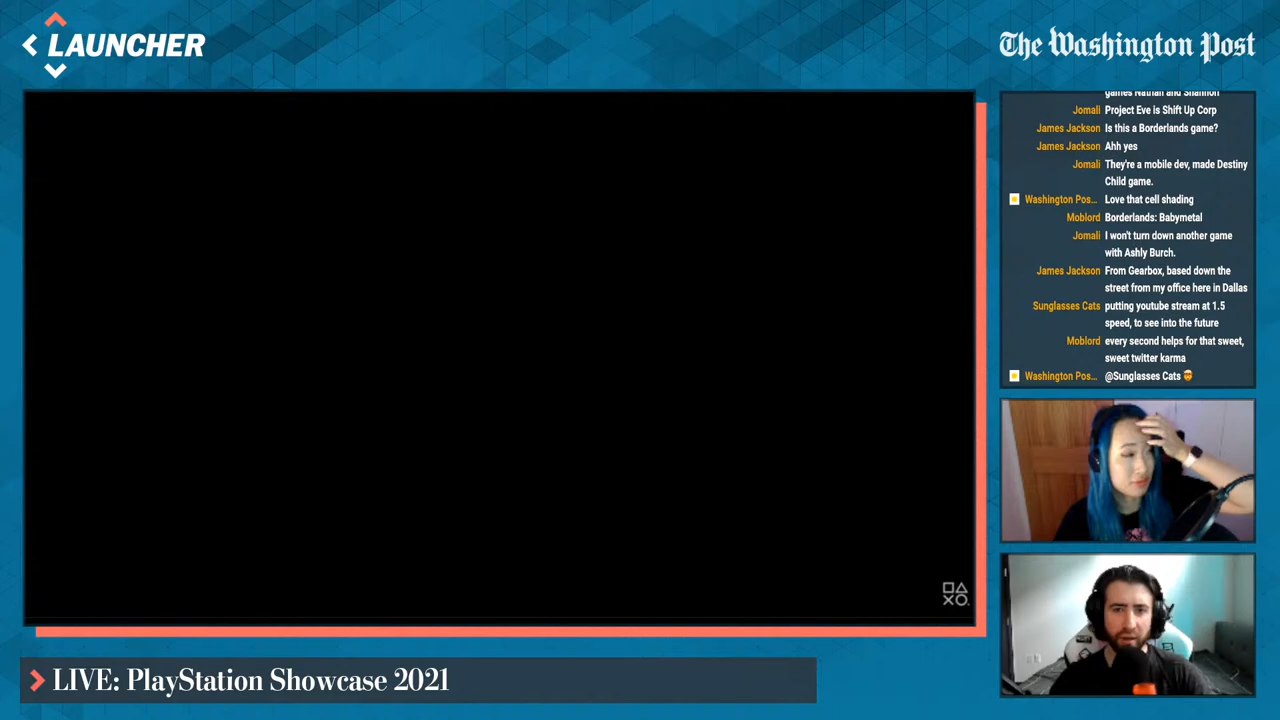 LAUNCHER
The Washington Post
games Nathan and Shannon
Jomali Project Eve is Shift Up Corp
James Jackson Is this a Borderlands game?
James Jackson Ahh yes
Jomali They're a mobile dev, made Destiny
Child game.
Washington Pos... Love that cell shading
Moblord Borderlands: Babymetal
Jomali I won't turn down another game
with Ashly Burch.
James Jackson From Gearbox, based down the
street from my office here in Dallas
Sunglasses Cats putting youtube stream at 1.5
speed, to see into the future
Moblord every second helps for that sweet,
sweet twitter karma
Washington Pos... @Sunglasses Cats 🤯
LIVE: PlayStation Showcase 2021